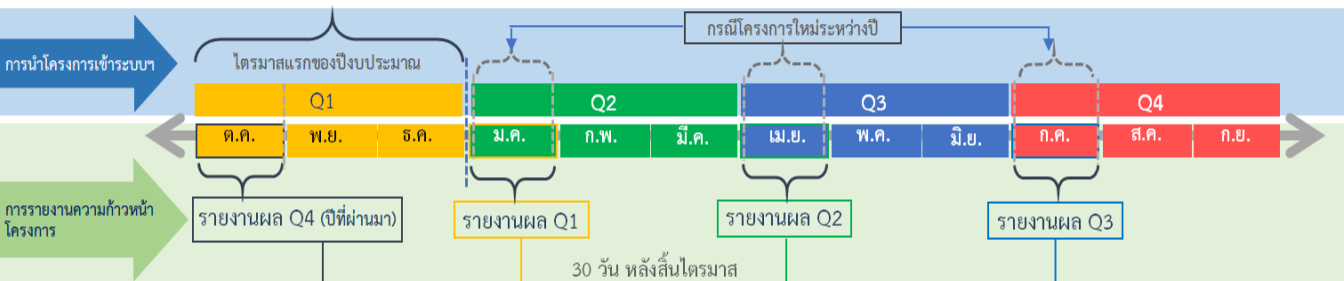 กรณีโครงการใหม่ระหว่างปี
การนำโครงการเข้าระบบฯ
ไตรมาสแรกของปีงบประมาณ
Q1 Q2 Q3 Q4
ต.ค. พ.ย. ธ.ค. ม.ค. ก.พ. มี.ค. เม.ย. พ.ค. มิ.ย. ก.ค. ส.ค. ก.ย.
การรายงานความก้าวหน้า
โครงการ
รายงานผล Q4 (ปีที่ผ่านมา) รายงานผล Q1 รายงานผล Q2 รายงานผล Q3
30 วัน หลังสิ้นไตรมาส